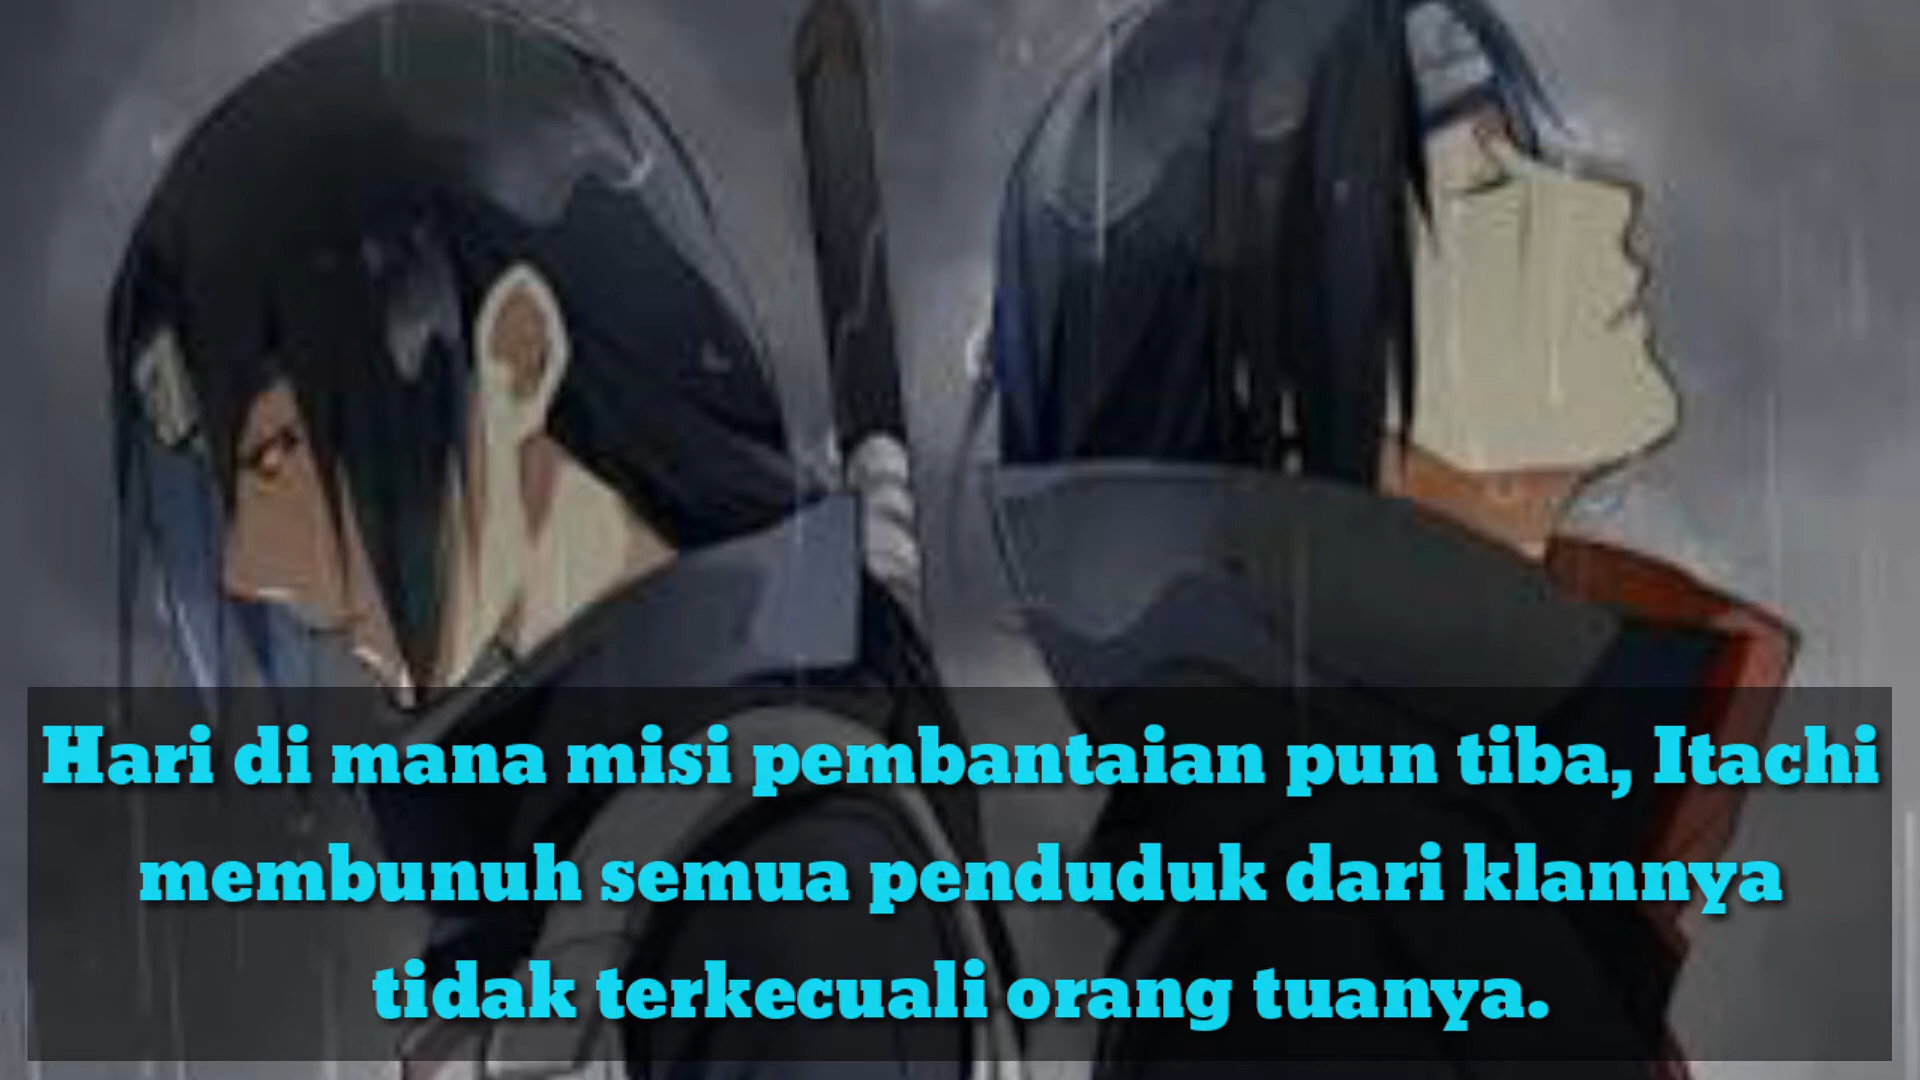 Hari di mana misi pembantaian pun tiba, Itachi
membunuh semua penduduk dari klannya
tidak terkecuali orang tuanya.